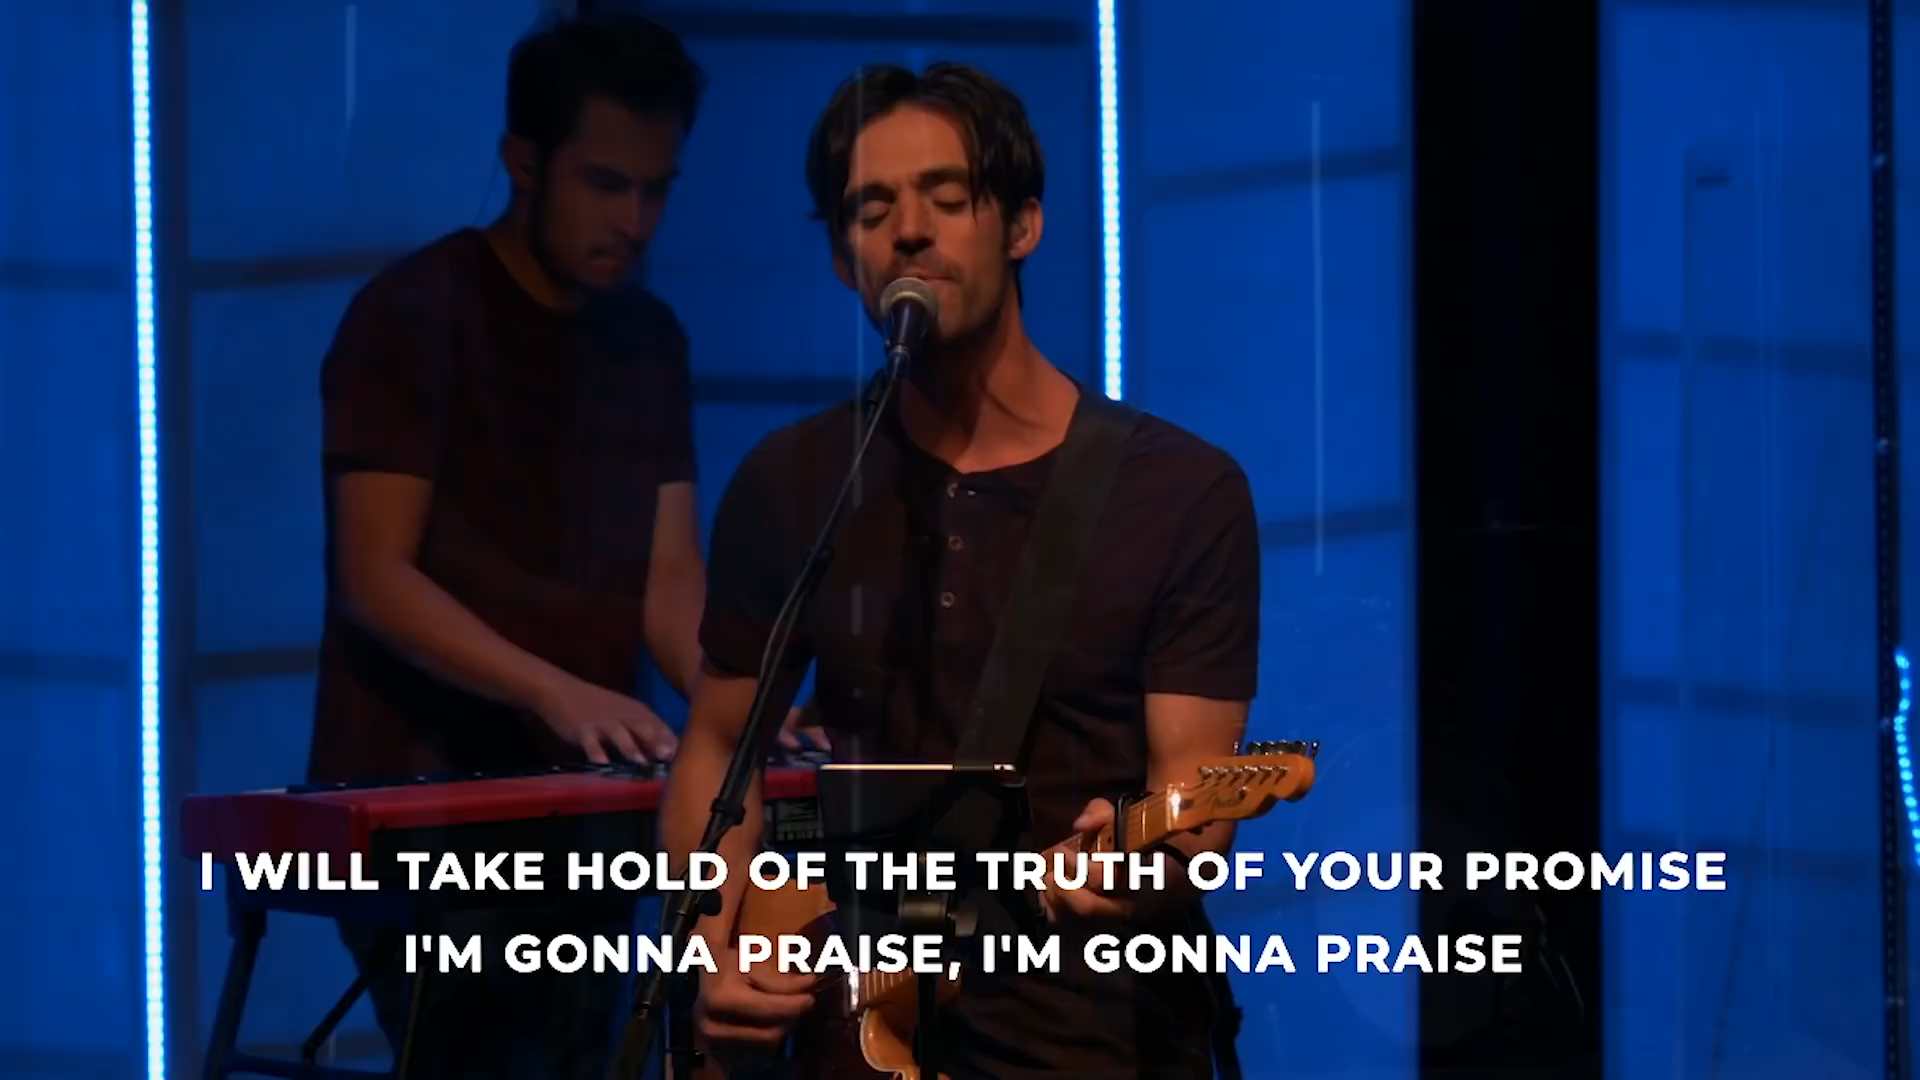 I WILL TAKE HOLD OF THE TRUTH OF YOUR PROMISE
I'M GONNA PRAISE, I'M GONNA PRAISE